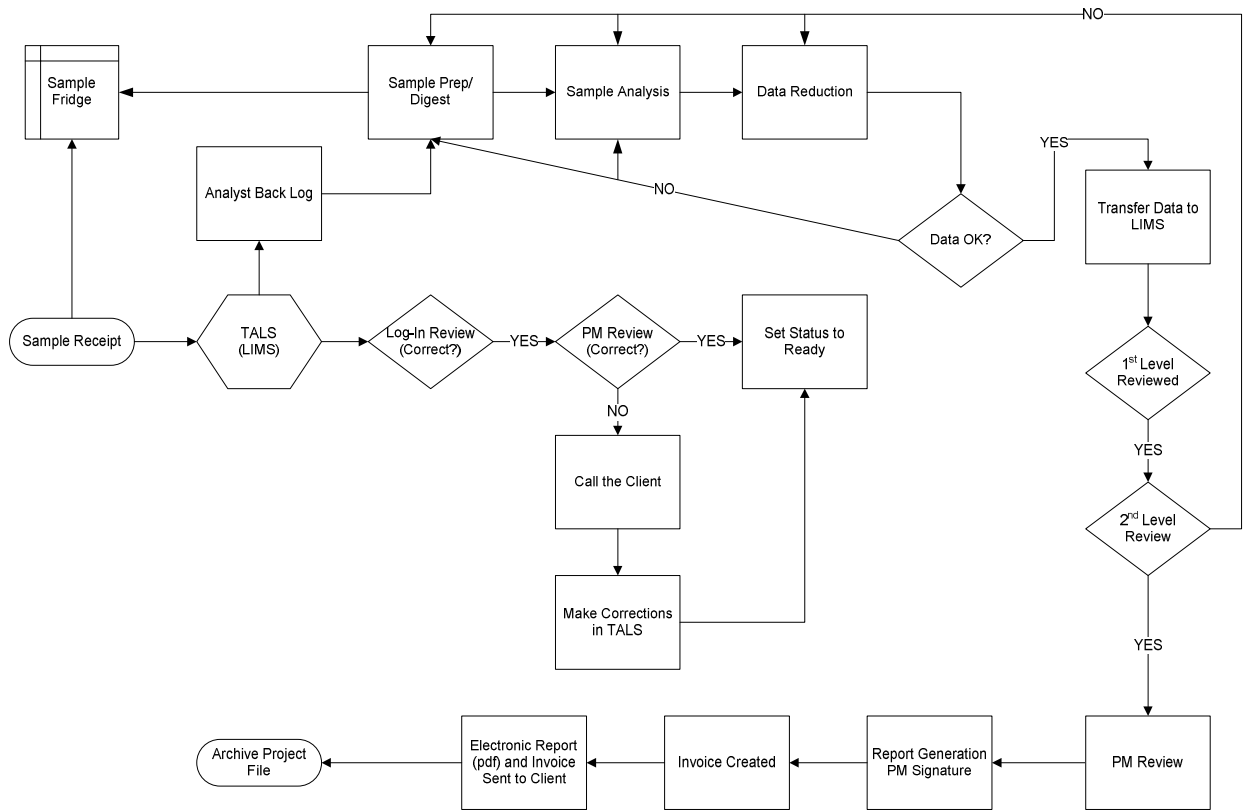 NO
Sample
Fridge
Sample Prep/
Digest
Sample Analysis
Data Reduction
YES
Analyst Back Log
NO
Transfer Data to
LIMS
Data OK?
Sample Receipt
TALS
(LIMS)
Log-In Review
(Correct?)
YES
PM Review
(Correct?)
YES
Set Status to
Ready
1st Level
Reviewed
NO
YES
Call the Client
2nd Level
Review
Make Corrections
in TALS
YES
Archive Project
File
Electronic Report
(pdf) and Invoice
Sent to Client
Invoice Created
Report Generation
PM Signature
PM Review